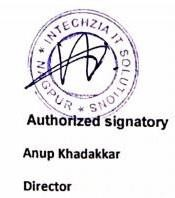 ★ INTECHZIA IT SOLUTIONS ★ NAGPUR
Authorized signatory
Anup Khadakkar
Director